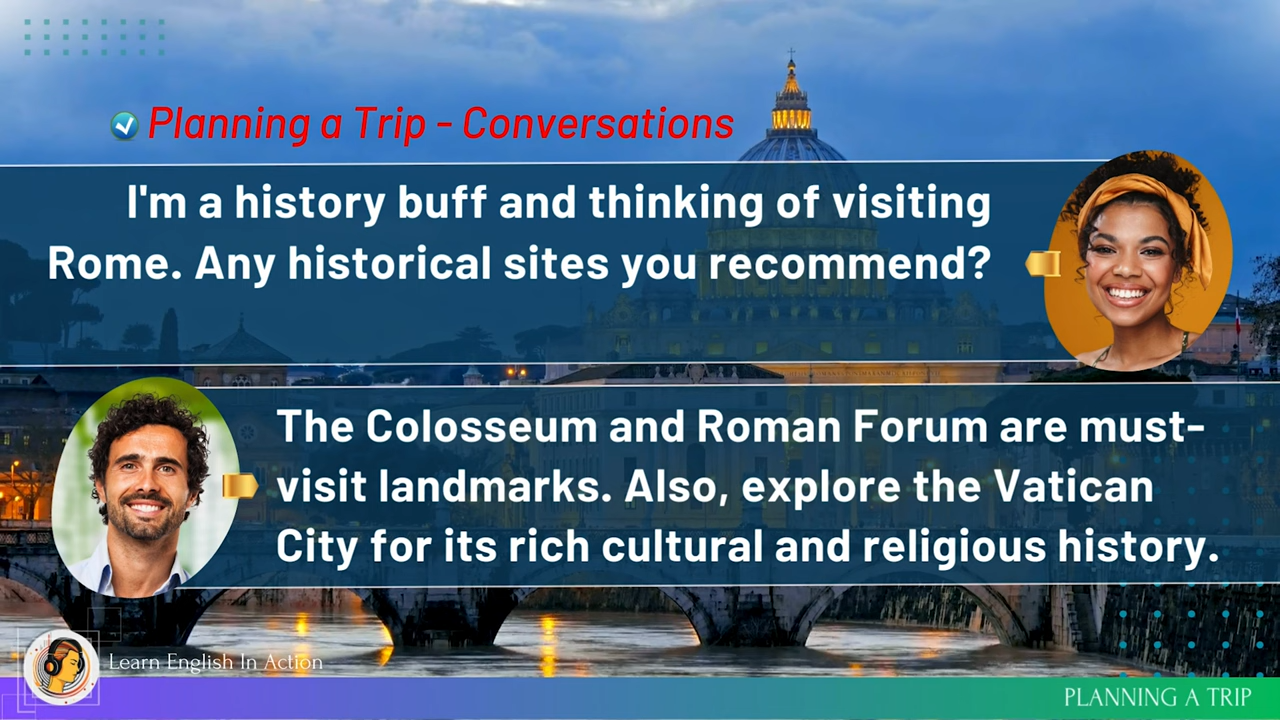 Planning a Trip - Conversations
I'm a history buff and thinking of visiting
Rome. Any historical sites you recommend?
The Colosseum and Roman Forum are must-
visit landmarks. Also, explore the Vatican
City for its rich cultural and religious history.
Learn English In Action
PLANNING A TRIP